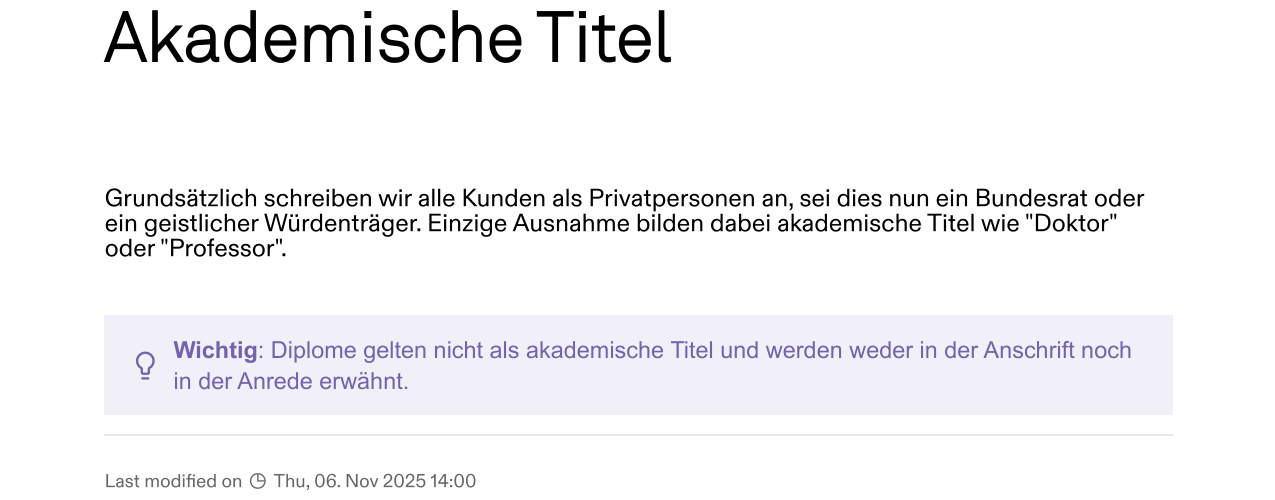 Akademische Titel
Grundsätzlich schreiben wir alle Kunden als Privatpersonen an, sei dies nun ein Bundesrat oder
ein geistlicher Würdenträger. Einzige Ausnahme bilden dabei akademische Titel wie "Doktor"
oder "Professor".
Wichtig: Diplome gelten nicht als akademische Titel und werden weder in der Anschrift noch
in der Anrede erwähnt.
Last modified on Thu, 06. Nov 2025 14:00